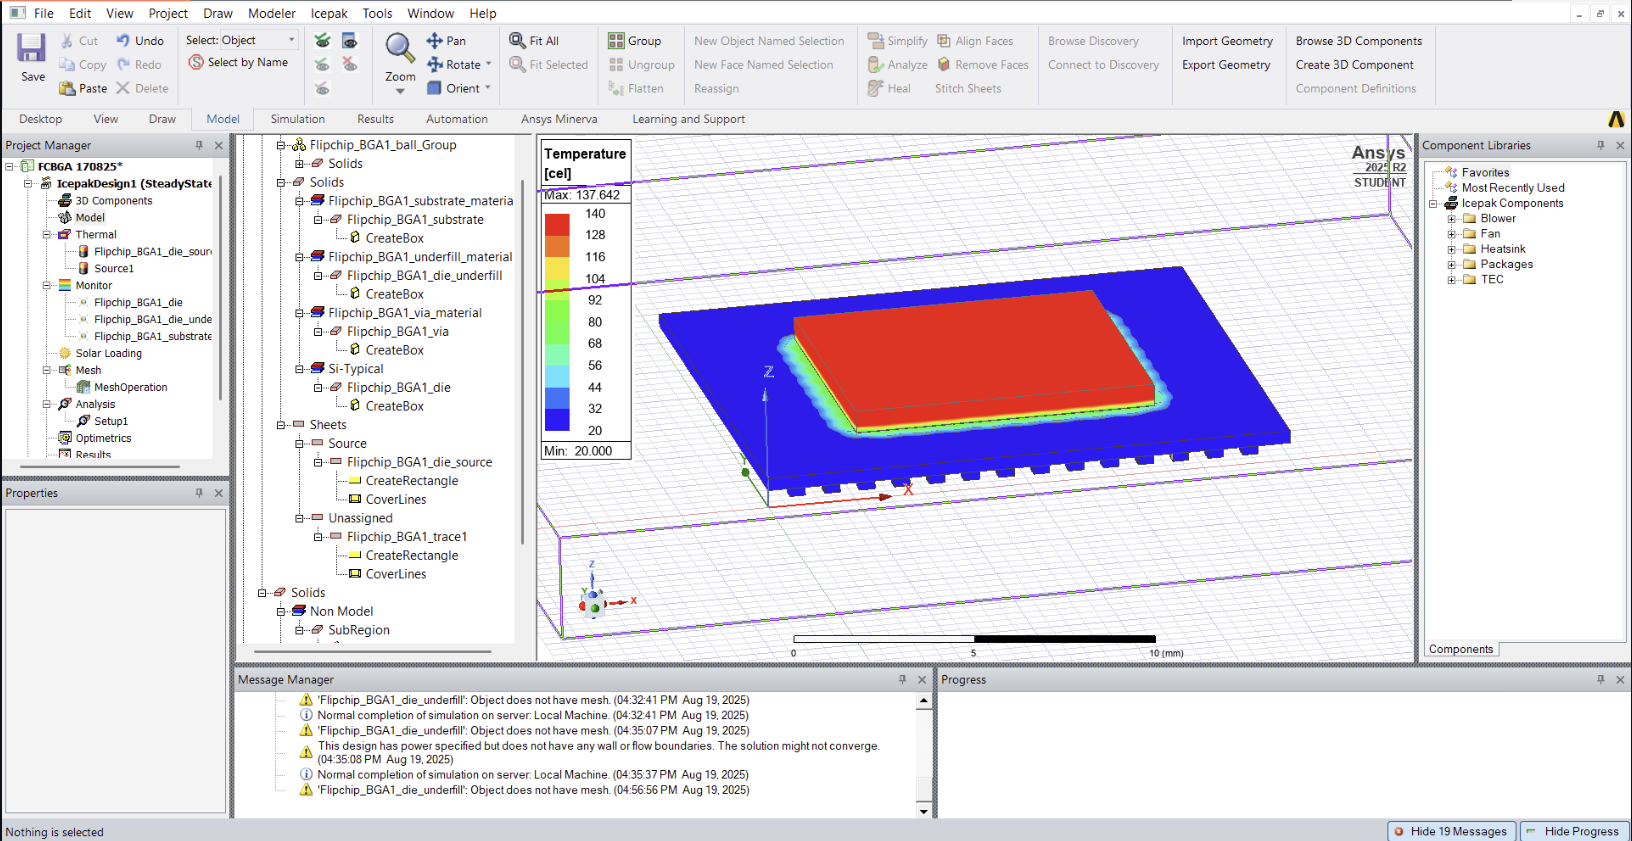 File Edit View Project Draw Modeler Icepak Tools Window Help
Save
Cut
Copy
Paste
Undo
Redo
Delete
Select: Object
Select by Name
Zoom
Pan
Rotate
Orient
Fit All
Fit Selected
Group
Ungroup
Flatten
New Object Named Selection
New Face Named Selection
Reassign
Simplify
Analyze
Heal
Align Faces
Remove Faces
Stitch Sheets
Browse Discovery
Connect to Discovery
Import Geometry
Export Geometry
Browse 3D Components
Create 3D Component
Component Definitions
Desktop View Draw Model Simulation Results Automation Ansys Minerva Learning and Support
Project Manager
FCBGA 170825*
IcepakDesign1 (SteadyState
3D Components
Model
Thermal
Flipchip_BGA1_die_sour
Source1
Monitor
Flipchip_BGA1_die
Flipchip_BGA1_die_unde
Flipchip_BGA1_substrate
Solar Loading
Mesh
MeshOperation
Analysis
Setup1
Optimetrics
Results
Properties
Flipchip_BGA1_ball_Group
Solids
Solids
Flipchip_BGA1_substrate_materia
Flipchip_BGA1_substrate
CreateBox
Flipchip_BGA1_underfill_material
Flipchip_BGA1_die_underfill
CreateBox
Flipchip_BGA1_via_material
Flipchip_BGA1_via
CreateBox
Si-Typical
Flipchip_BGA1_die
CreateBox
Sheets
Source
Flipchip_BGA1_die_source
CreateRectangle
CoverLines
Unassigned
Flipchip_BGA1_trace1
CreateRectangle
CoverLines
Solids
Non Model
SubRegion
Temperature
[cel]
Max: 137.642
140
128
116
104
92
80
68
56
44
32
20
Min: 20.000
Ansys
2025 R2
STUDENT
Z
Y
X
Z
Y
X
0 5 10 (mm)
Component Libraries
Favorites
Most Recently Used
Icepak Components
Blower
Fan
Heatsink
Packages
TEC
Components
Message Manager
'Flipchip_BGA1_die_underfill': Object does not have mesh. (04:32:41 PM Aug 19, 2025)
Normal completion of simulation on server: Local Machine. (04:32:41 PM Aug 19, 2025)
'Flipchip_BGA1_die_underfill': Object does not have mesh. (04:35:07 PM Aug 19, 2025)
This design has power specified but does not have any wall or flow boundaries. The solution might not converge.
(04:35:08 PM Aug 19, 2025)
Normal completion of simulation on server: Local Machine. (04:35:37 PM Aug 19, 2025)
'Flipchip_BGA1_die_underfill': Object does not have mesh. (04:56:56 PM Aug 19, 2025)
Progress
Nothing is selected
Hide 19 Messages
Hide Progress